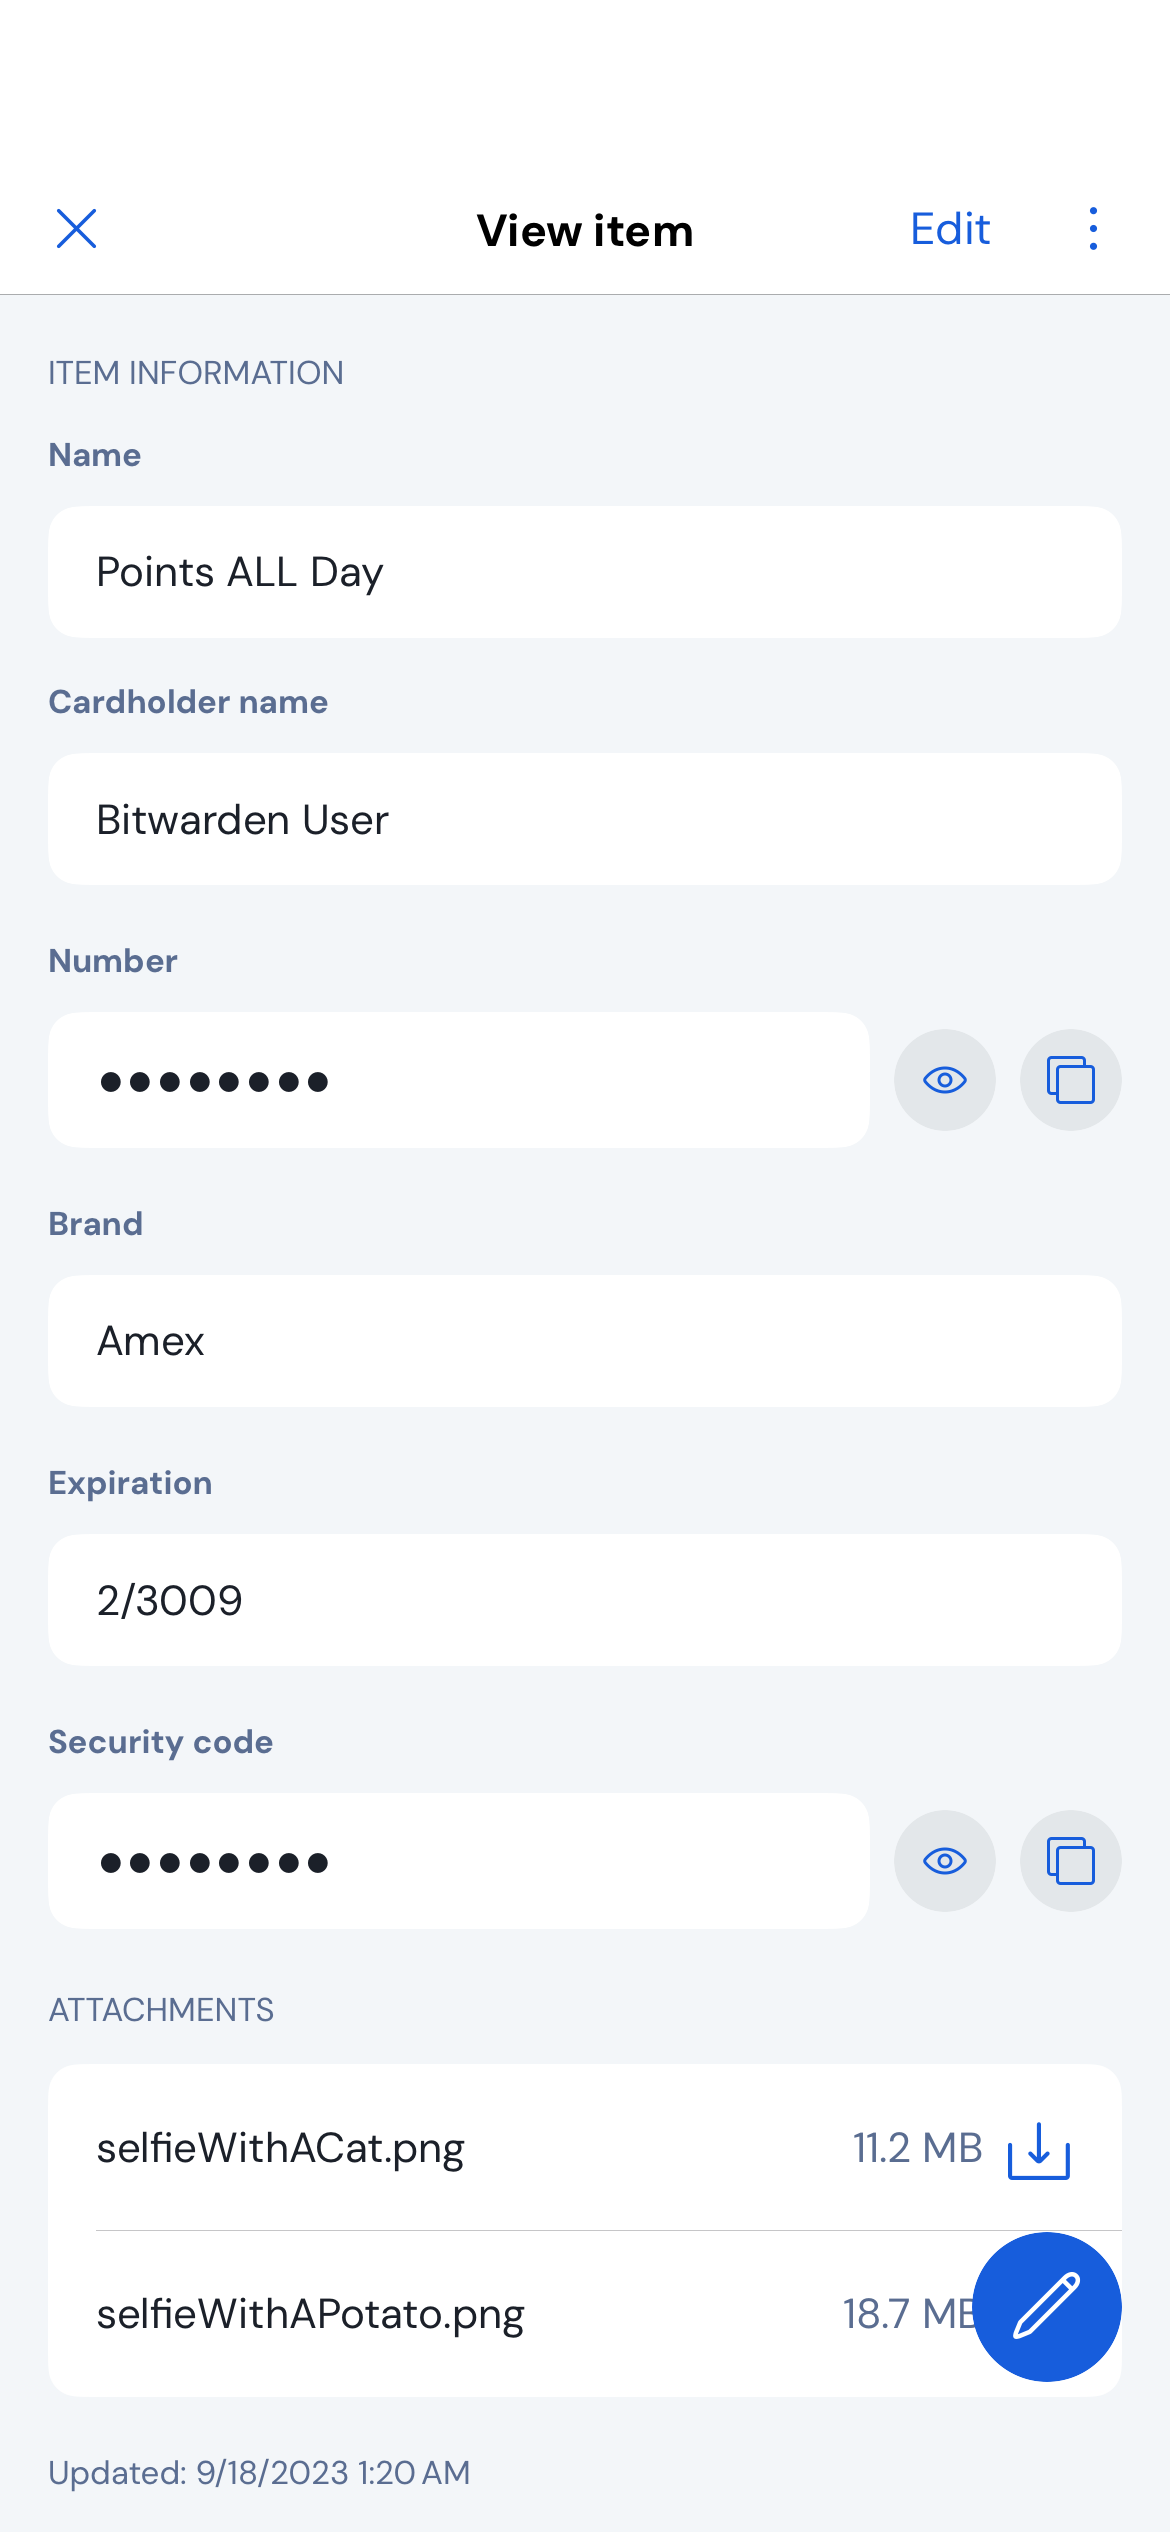 View item
Edit
ITEM INFORMATION
Name
Points ALL Day
Cardholder name
Bitwarden User
Number
Brand
Amex
Expiration
2/3009
Security code
ATTACHMENTS
selfieWithACat.png 11.2 MB
selfieWithAPotato.png 18.7 MB
Updated: 9/18/2023 1:20 AM